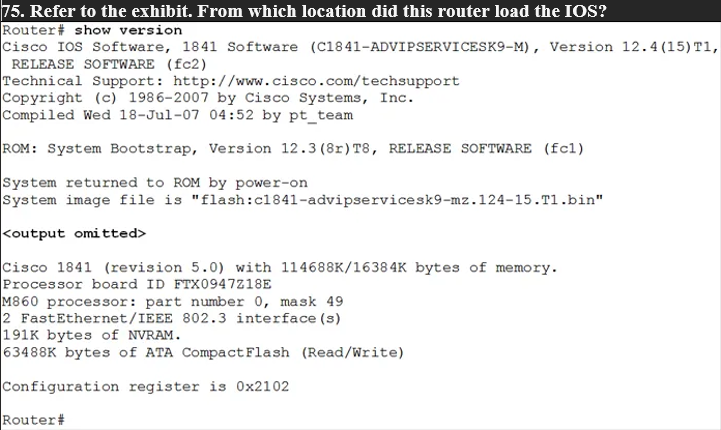 75. Refer to the exhibit. From which location did this router load the IOS?
Router# show version
Cisco IOS Software, 1841 Software (C1841-ADVIPSERVICESK9-M), Version 12.4(15)T1,
RELEASE SOFTWARE (fc2)
Technical Support: http://www.cisco.com/techsupport
Copyright (c) 1986-2007 by Cisco Systems, Inc.
Compiled Wed 18-Jul-07 04:52 by pt_team
ROM: System Bootstrap, Version 12.3(8r)T8, RELEASE SOFTWARE (fc1)
System returned to ROM by power-on
System image file is "flash:c1841-advipservicesk9-mz.124-15.T1.bin"
<output omitted>
Cisco 1841 (revision 5.0) with 114688K/16384K bytes of memory.
Processor board ID FTX0947Z18E
M860 processor: part number 0, mask 49
2 FastEthernet/IEEE 802.3 interface(s)
191K bytes of NVRAM.
63488K bytes of ATA CompactFlash (Read/Write)
Configuration register is 0x2102
Router#